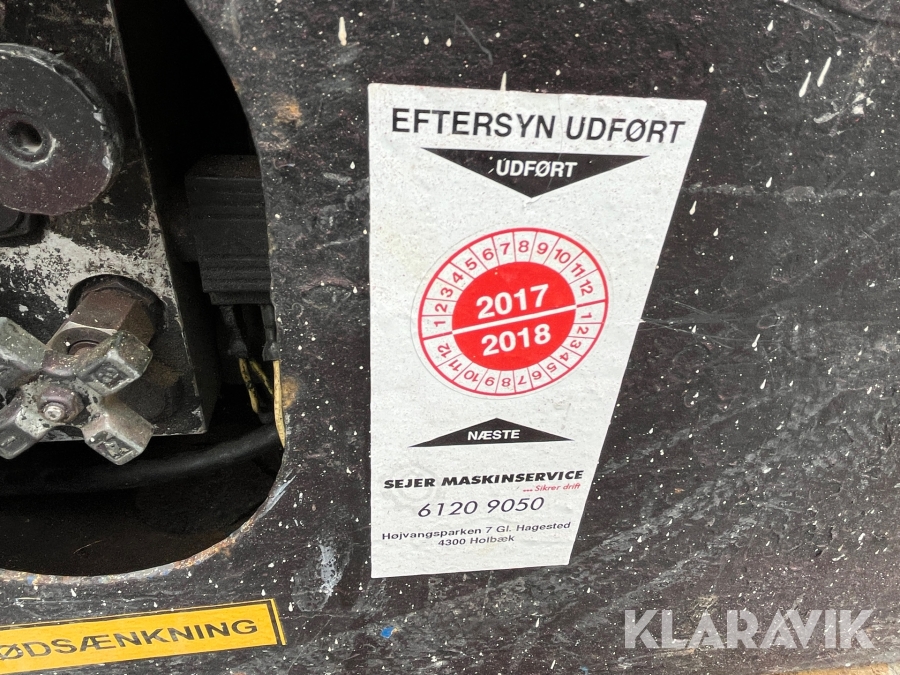 EFTERSYN UDFØRT
UDFØRT
1 2 3 4 5 6 7 8 9 10 11 12
2017
2018
1 2 3 4 5 6 7 8 9 10 11 12
NÆSTE
SEJER MASKINSERVICE
... Sikrer drift
6120 9050
Højvangsparken 7 Gl. Hagested
4300 Holbæk
ØDSÆNKNING
KLARAVIK